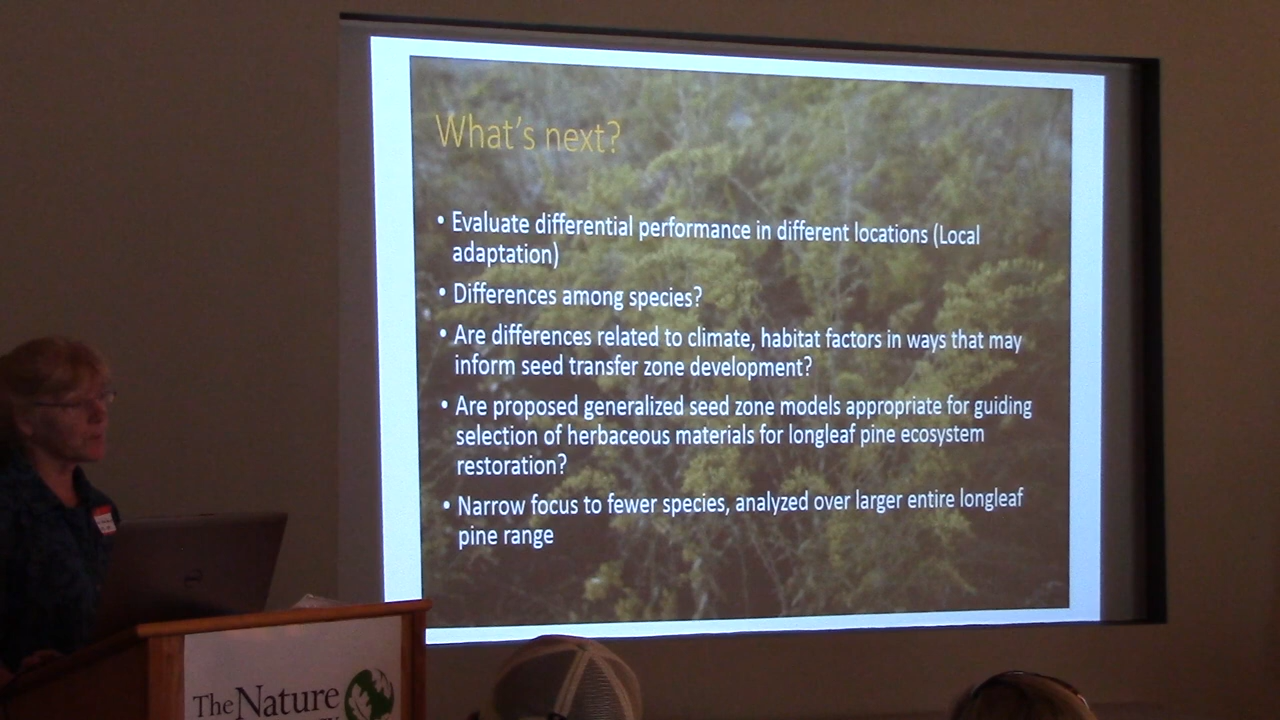 What's next?
• Evaluate differential performance in different locations (Local
adaptation)
• Differences among species?
• Are differences related to climate, habitat factors in ways that may
inform seed transfer zone development?
• Are proposed generalized seed zone models appropriate for guiding
selection of herbaceous materials for longleaf pine ecosystem
restoration?
• Narrow focus to fewer species, analyzed over larger entire longleaf
pine range
The Nature